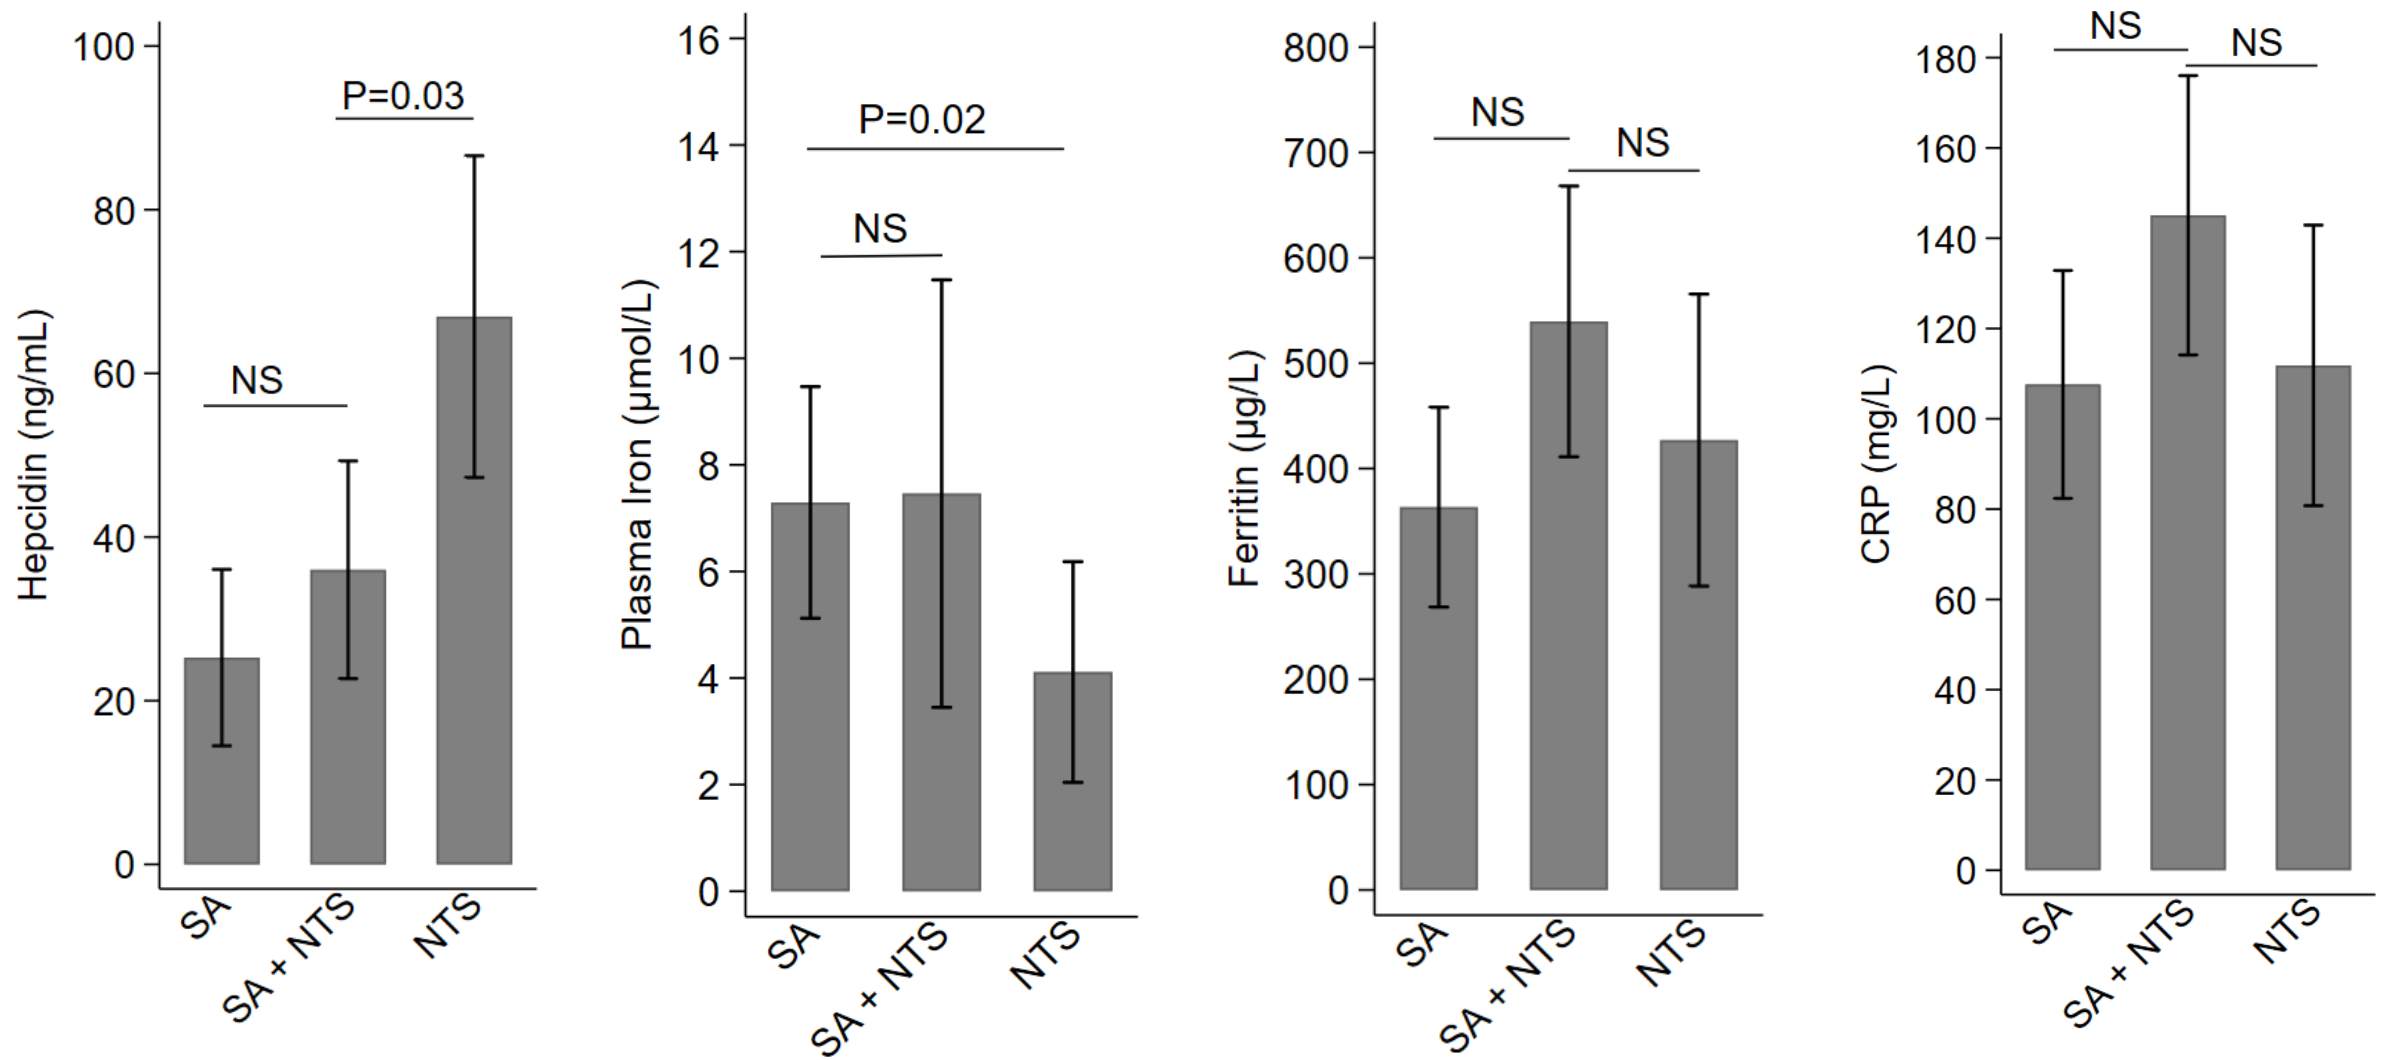 Hepcidin (ng/mL)
100
80
60
40
20
0
P=0.03
NS
SA
SA + NTS
NTS
Plasma Iron (µmol/L)
16
14
12
10
8
6
4
2
0
P=0.02
NS
SA
SA + NTS
NTS
Ferritin (µg/L)
800
700
600
500
400
300
200
100
0
NS
NS
SA
SA + NTS
NTS
CRP (mg/L)
180
160
140
120
100
80
60
40
20
0
NS
NS
SA
SA + NTS
NTS